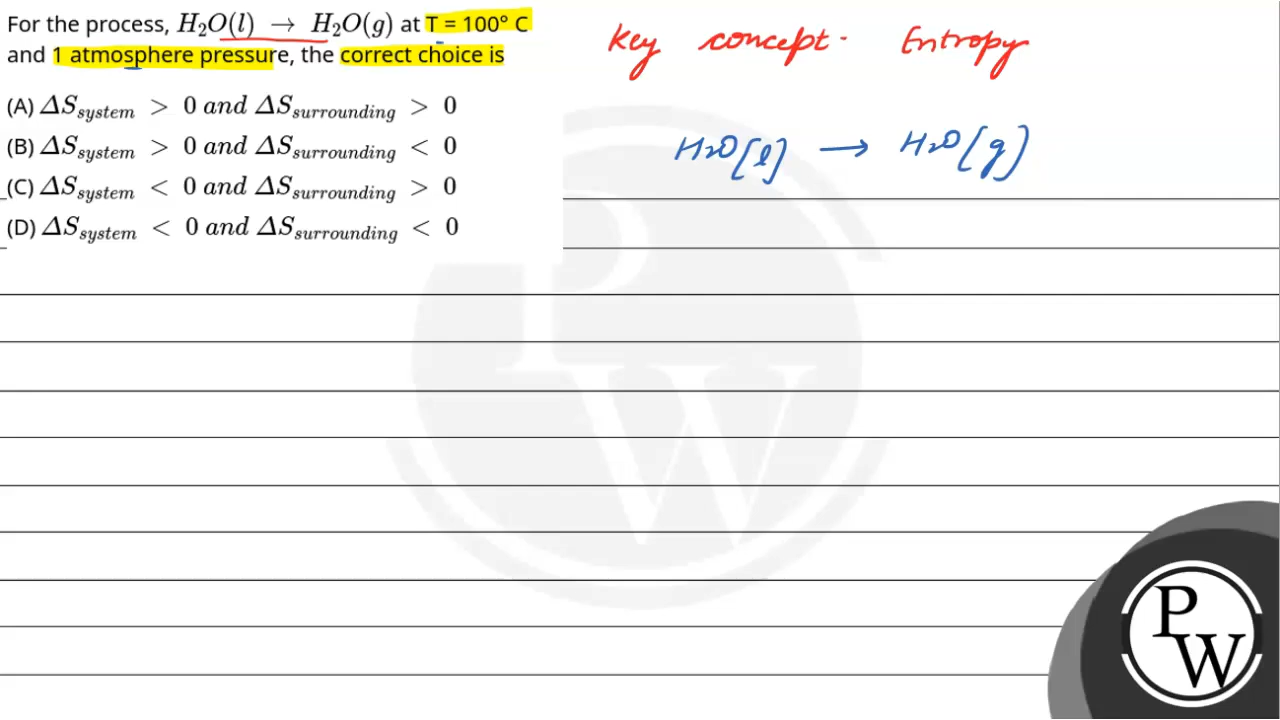 For the process, H₂O(l) → H₂O(g) at T = 100° C
and 1 atmosphere pressure, the correct choice is
(A) ΔS_system > 0 and ΔS_surrounding > 0
(B) ΔS_system > 0 and ΔS_surrounding < 0
(C) ΔS_system < 0 and ΔS_surrounding > 0
(D) ΔS_system < 0 and ΔS_surrounding < 0
Key concept. Entropy
H₂O[l] → H₂O(g)
P
W
P
W